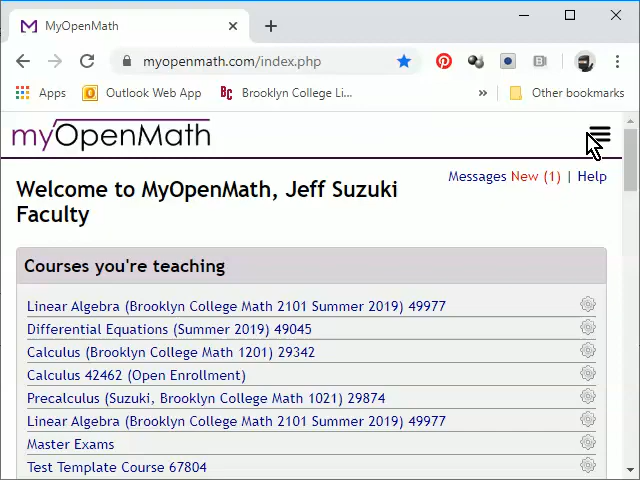 MyOpenMath
myopenmath.com/index.php
Apps
Outlook Web App
Brooklyn College Li...
»
Other bookmarks
myOpenMath
Messages New (1) | Help
Welcome to MyOpenMath, Jeff Suzuki
Faculty
Courses you're teaching
Linear Algebra (Brooklyn College Math 2101 Summer 2019) 49977
Differential Equations (Summer 2019) 49045
Calculus (Brooklyn College Math 1201) 29342
Calculus 42462 (Open Enrollment)
Precalculus (Suzuki, Brooklyn College Math 1021) 29874
Linear Algebra (Brooklyn College Math 2101 Summer 2019) 49977
Master Exams
Test Template Course 67804